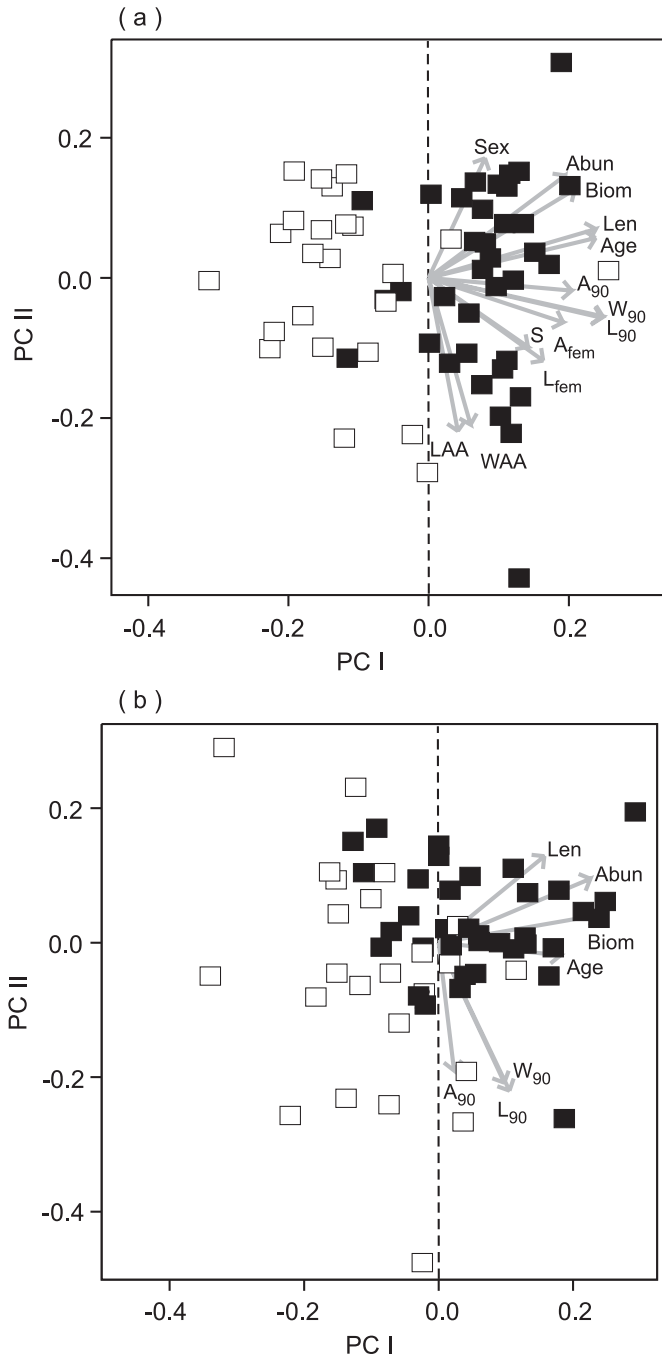 ( a )
0.2
0.0
-0.2
-0.4
PC II
Sex
Abun
Biom
Len
Age
A90
W90
L90
S
Afem
Lfem
LAA
WAA
-0.4 -0.2 0.0 0.2
PC I
( b )
0.2
0.0
-0.2
-0.4
PC II
Len
Abun
Biom
Age
A90
W90
L90
-0.4 -0.2 0.0 0.2
PC I